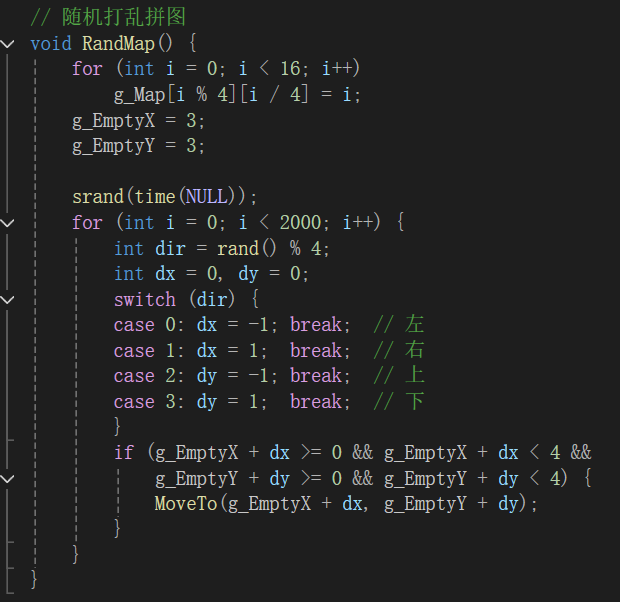 // 随机打乱拼图
void RandMap() {
    for (int i = 0; i < 16; i++)
        g_Map[i % 4][i / 4] = i;
    g_EmptyX = 3;
    g_EmptyY = 3;

    srand(time(NULL));
    for (int i = 0; i < 2000; i++) {
        int dir = rand() % 4;
        int dx = 0, dy = 0;
        switch (dir) {
        case 0: dx = -1; break;  // 左
        case 1: dx = 1;  break;  // 右
        case 2: dy = -1; break;  // 上
        case 3: dy = 1;  break;  // 下
        }
        if (g_EmptyX + dx >= 0 && g_EmptyX + dx < 4 &&
            g_EmptyY + dy >= 0 && g_EmptyY + dy < 4) {
            MoveTo(g_EmptyX + dx, g_EmptyY + dy);
        }
    }
}